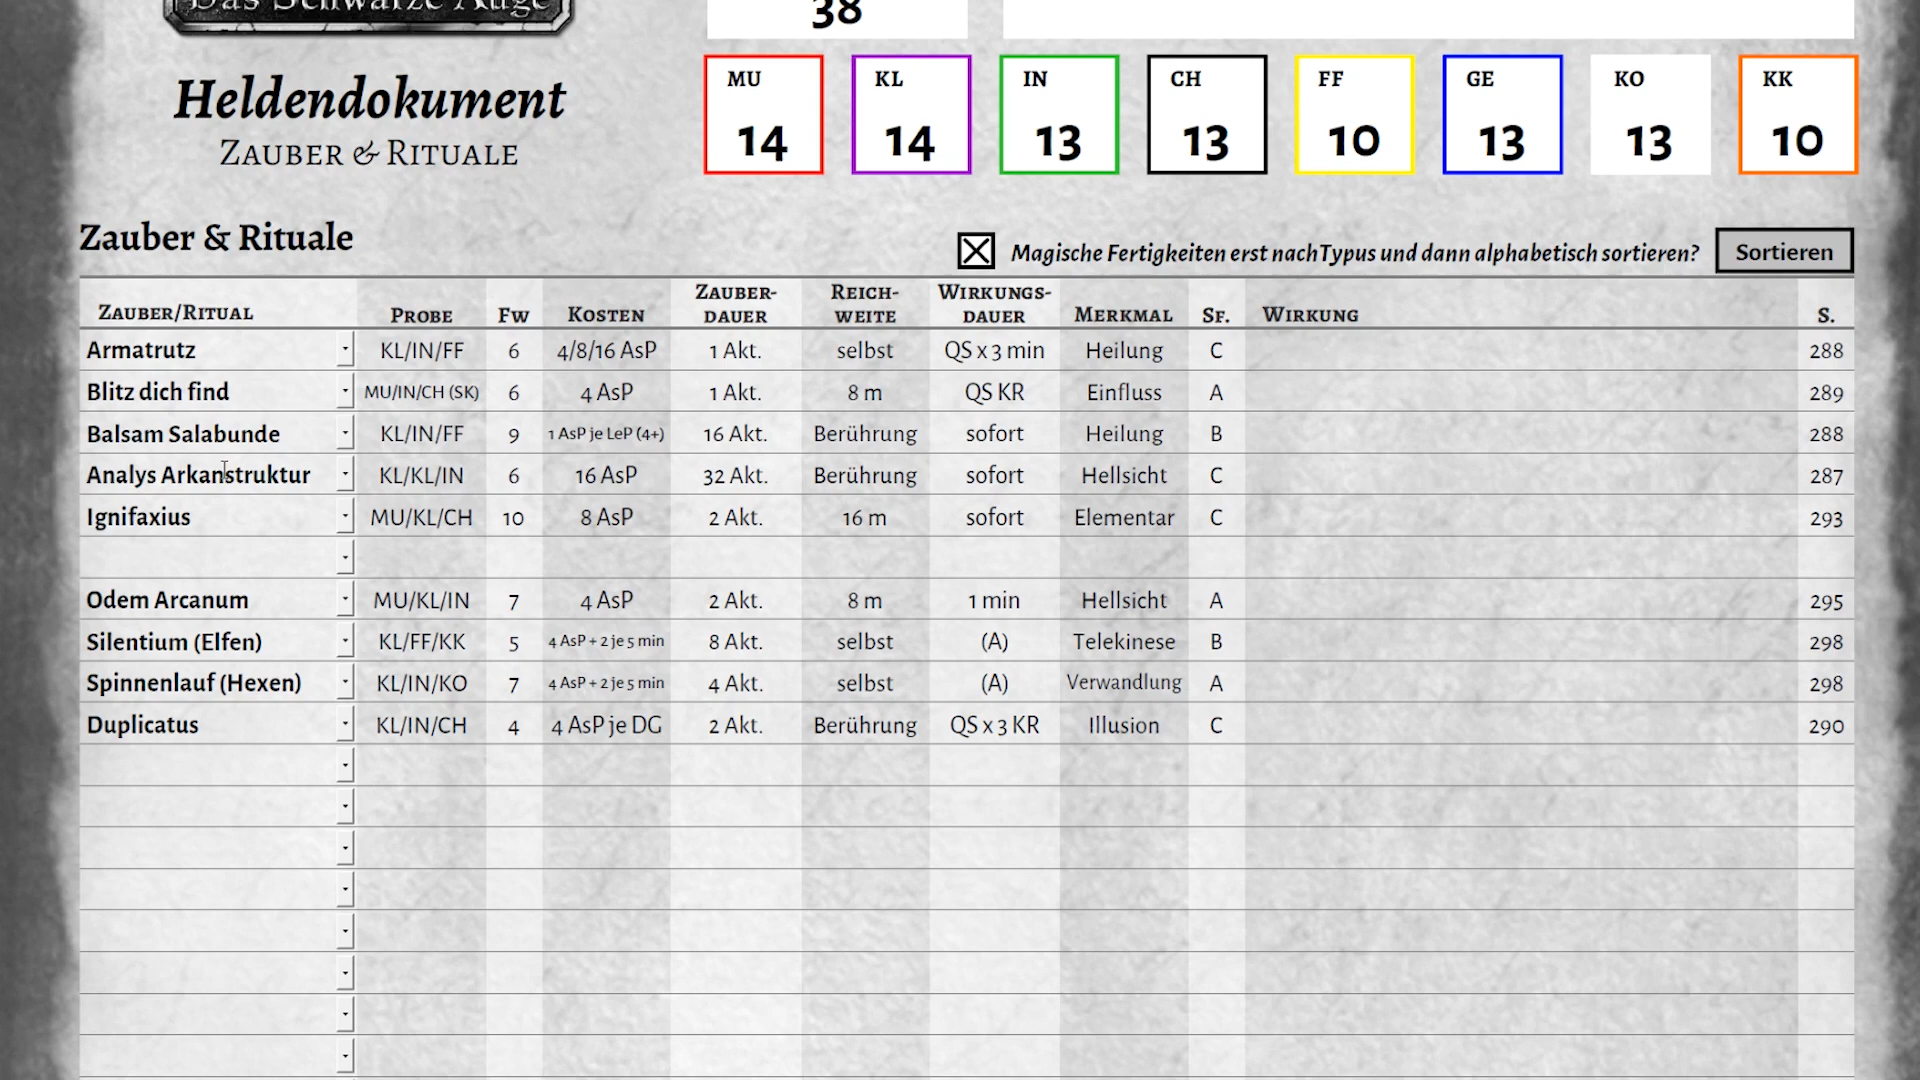 Das Schwarze Auge
38
Heldendokument
Zauber & Rituale
MU KL IN CH FF GE KO KK
14 14 13 13 10 13 13 10
Zauber & Rituale
Magische Fertigkeiten erst nachTypus und dann alphabetisch sortieren? Sortieren
Zauber/Ritual Probe Fw Kosten Zauber-dauer Reich-weite Wirkungs-dauer Merkmal Sf. Wirkung S.
Armatrutz KL/IN/FF 6 4/8/16 AsP 1 Akt. selbst QS x 3 min Heilung C 288
Blitz dich find MU/IN/CH (SK) 6 4 AsP 1 Akt. 8 m QS KR Einfluss A 289
Balsam Salabunde KL/IN/FF 9 1 AsP je LeP (4+) 16 Akt. Berührung sofort Heilung B 288
Analys Arkanstruktur KL/KL/IN 6 16 AsP 32 Akt. Berührung sofort Hellsicht C 287
Ignifaxius MU/KL/CH 10 8 AsP 2 Akt. 16 m sofort Elementar C 293
Odem Arcanum MU/KL/IN 7 4 AsP 2 Akt. 8 m 1 min Hellsicht A 295
Silentium (Elfen) KL/FF/KK 5 4 AsP + 2 je 5 min 8 Akt. selbst (A) Telekinese B 298
Spinnenlauf (Hexen) KL/IN/KO 7 4 AsP + 2 je 5 min 4 Akt. selbst (A) Verwandlung A 298
Duplicatus KL/IN/CH 4 4 AsP je DG 2 Akt. Berührung QS x 3 KR Illusion C 290